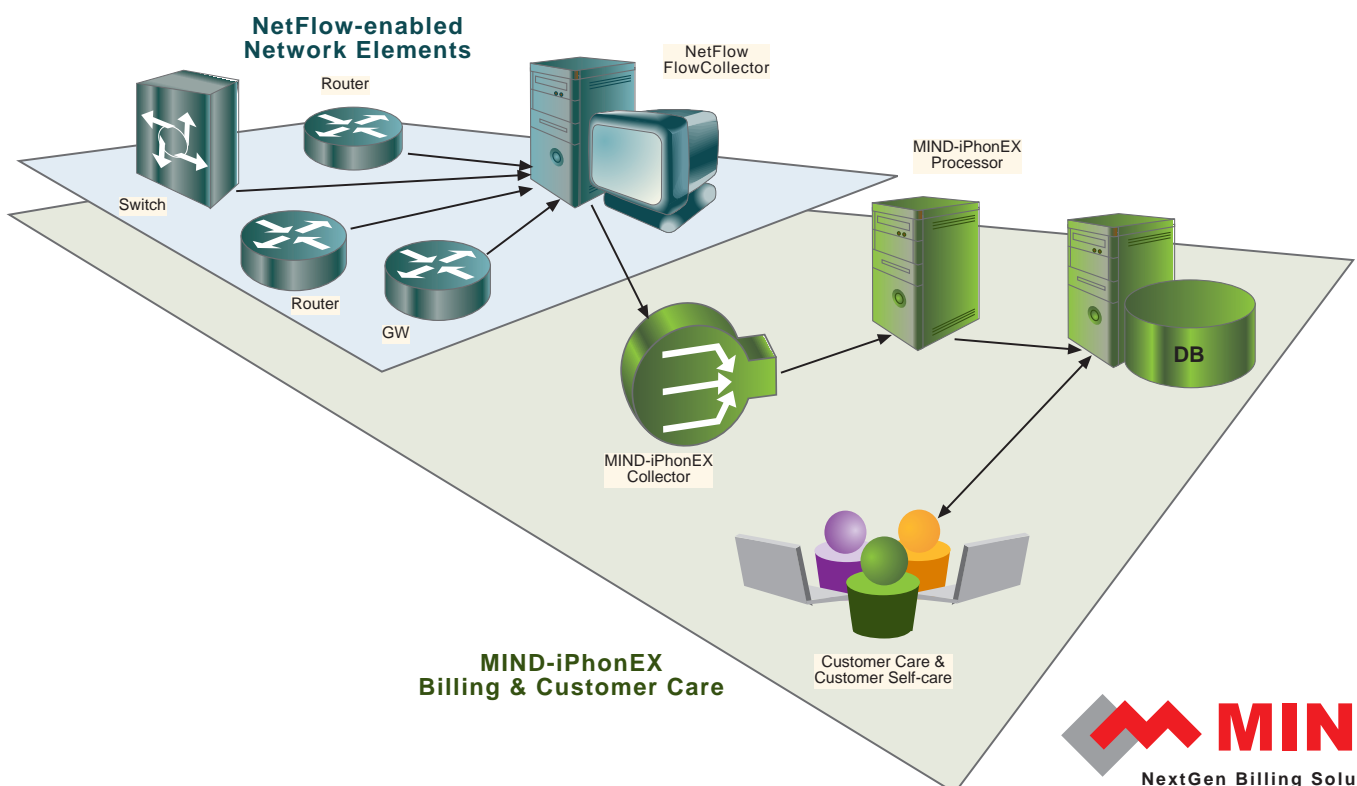 NetFlow-enabled
Network Elements
NetFlow
FlowCollector
Router
Switch
Router
GW
MIND-iPhonEX
Processor
DB
MIND-iPhonEX
Collector
Customer Care &
Customer Self-care
MIND-iPhonEX
Billing & Customer Care
MIN
NextGen Billing Solu